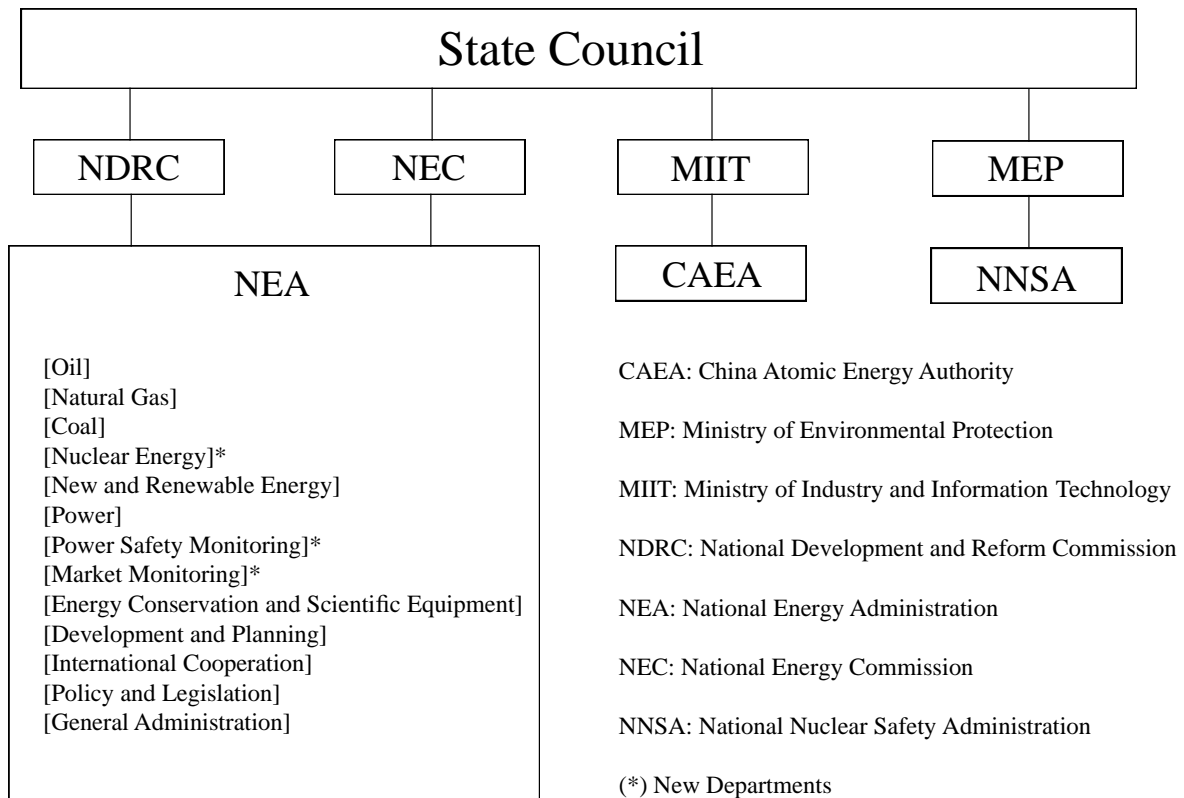 State Council
NDRC
NEC
MIIT
MEP
NEA
CAEA
NNSA
[Oil]
[Natural Gas]
[Coal]
[Nuclear Energy]*
[New and Renewable Energy]
[Power]
[Power Safety Monitoring]*
[Market Monitoring]*
[Energy Conservation and Scientific Equipment]
[Development and Planning]
[International Cooperation]
[Policy and Legislation]
[General Administration]
CAEA: China Atomic Energy Authority
MEP: Ministry of Environmental Protection
MIIT: Ministry of Industry and Information Technology
NDRC: National Development and Reform Commission
NEA: National Energy Administration
NEC: National Energy Commission
NNSA: National Nuclear Safety Administration
(*) New Departments